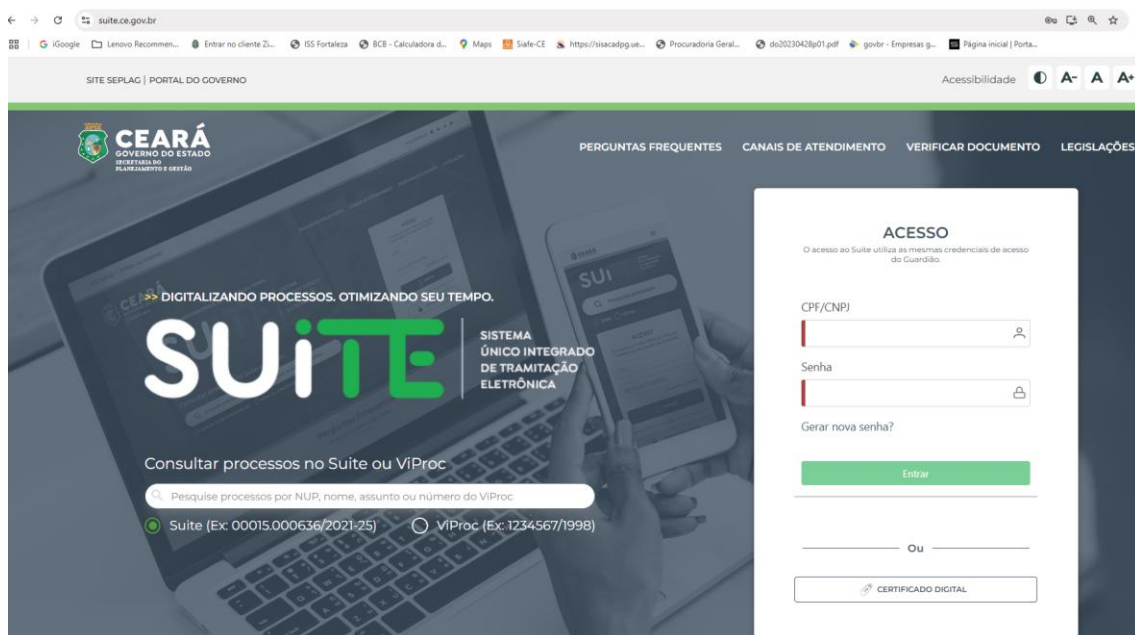 suite.ce.gov.br
iGoogle Lenovo Recommen... Entrar no cliente Zi... ISS Fortaleza BCB - Calculadora d... Maps Siafe-CE https://sisacadpg.ue... Procuradoria Geral... do20230428p01.pdf govbr - Empresas g... Página inicial | Porta...
SITE SEPLAG | PORTAL DO GOVERNO
Acessibilidade A- A A+
CEARÁ
GOVERNO DO ESTADO
SECRETARIA DO
PLANEJAMENTO E GESTÃO
PERGUNTAS FREQUENTES CANAIS DE ATENDIMENTO VERIFICAR DOCUMENTO LEGISLAÇÕES
>> DIGITALIZANDO PROCESSOS. OTIMIZANDO SEU TEMPO.
SUiTE
SISTEMA
ÚNICO INTEGRADO
DE TRAMITAÇÃO
ELETRÔNICA
Consultar processos no Suite ou ViProc
Pesquise processos por NUP, nome, assunto ou número do ViProc
Suite (Ex: 00015.000636/2021-25) ViProc (Ex: 1234567/1998)
ACESSO
O acesso ao Suite utiliza as mesmas credenciais de acesso
do Guardião.
CPF/CNPJ
Senha
Gerar nova senha?
Entrar
Ou
CERTIFICADO DIGITAL